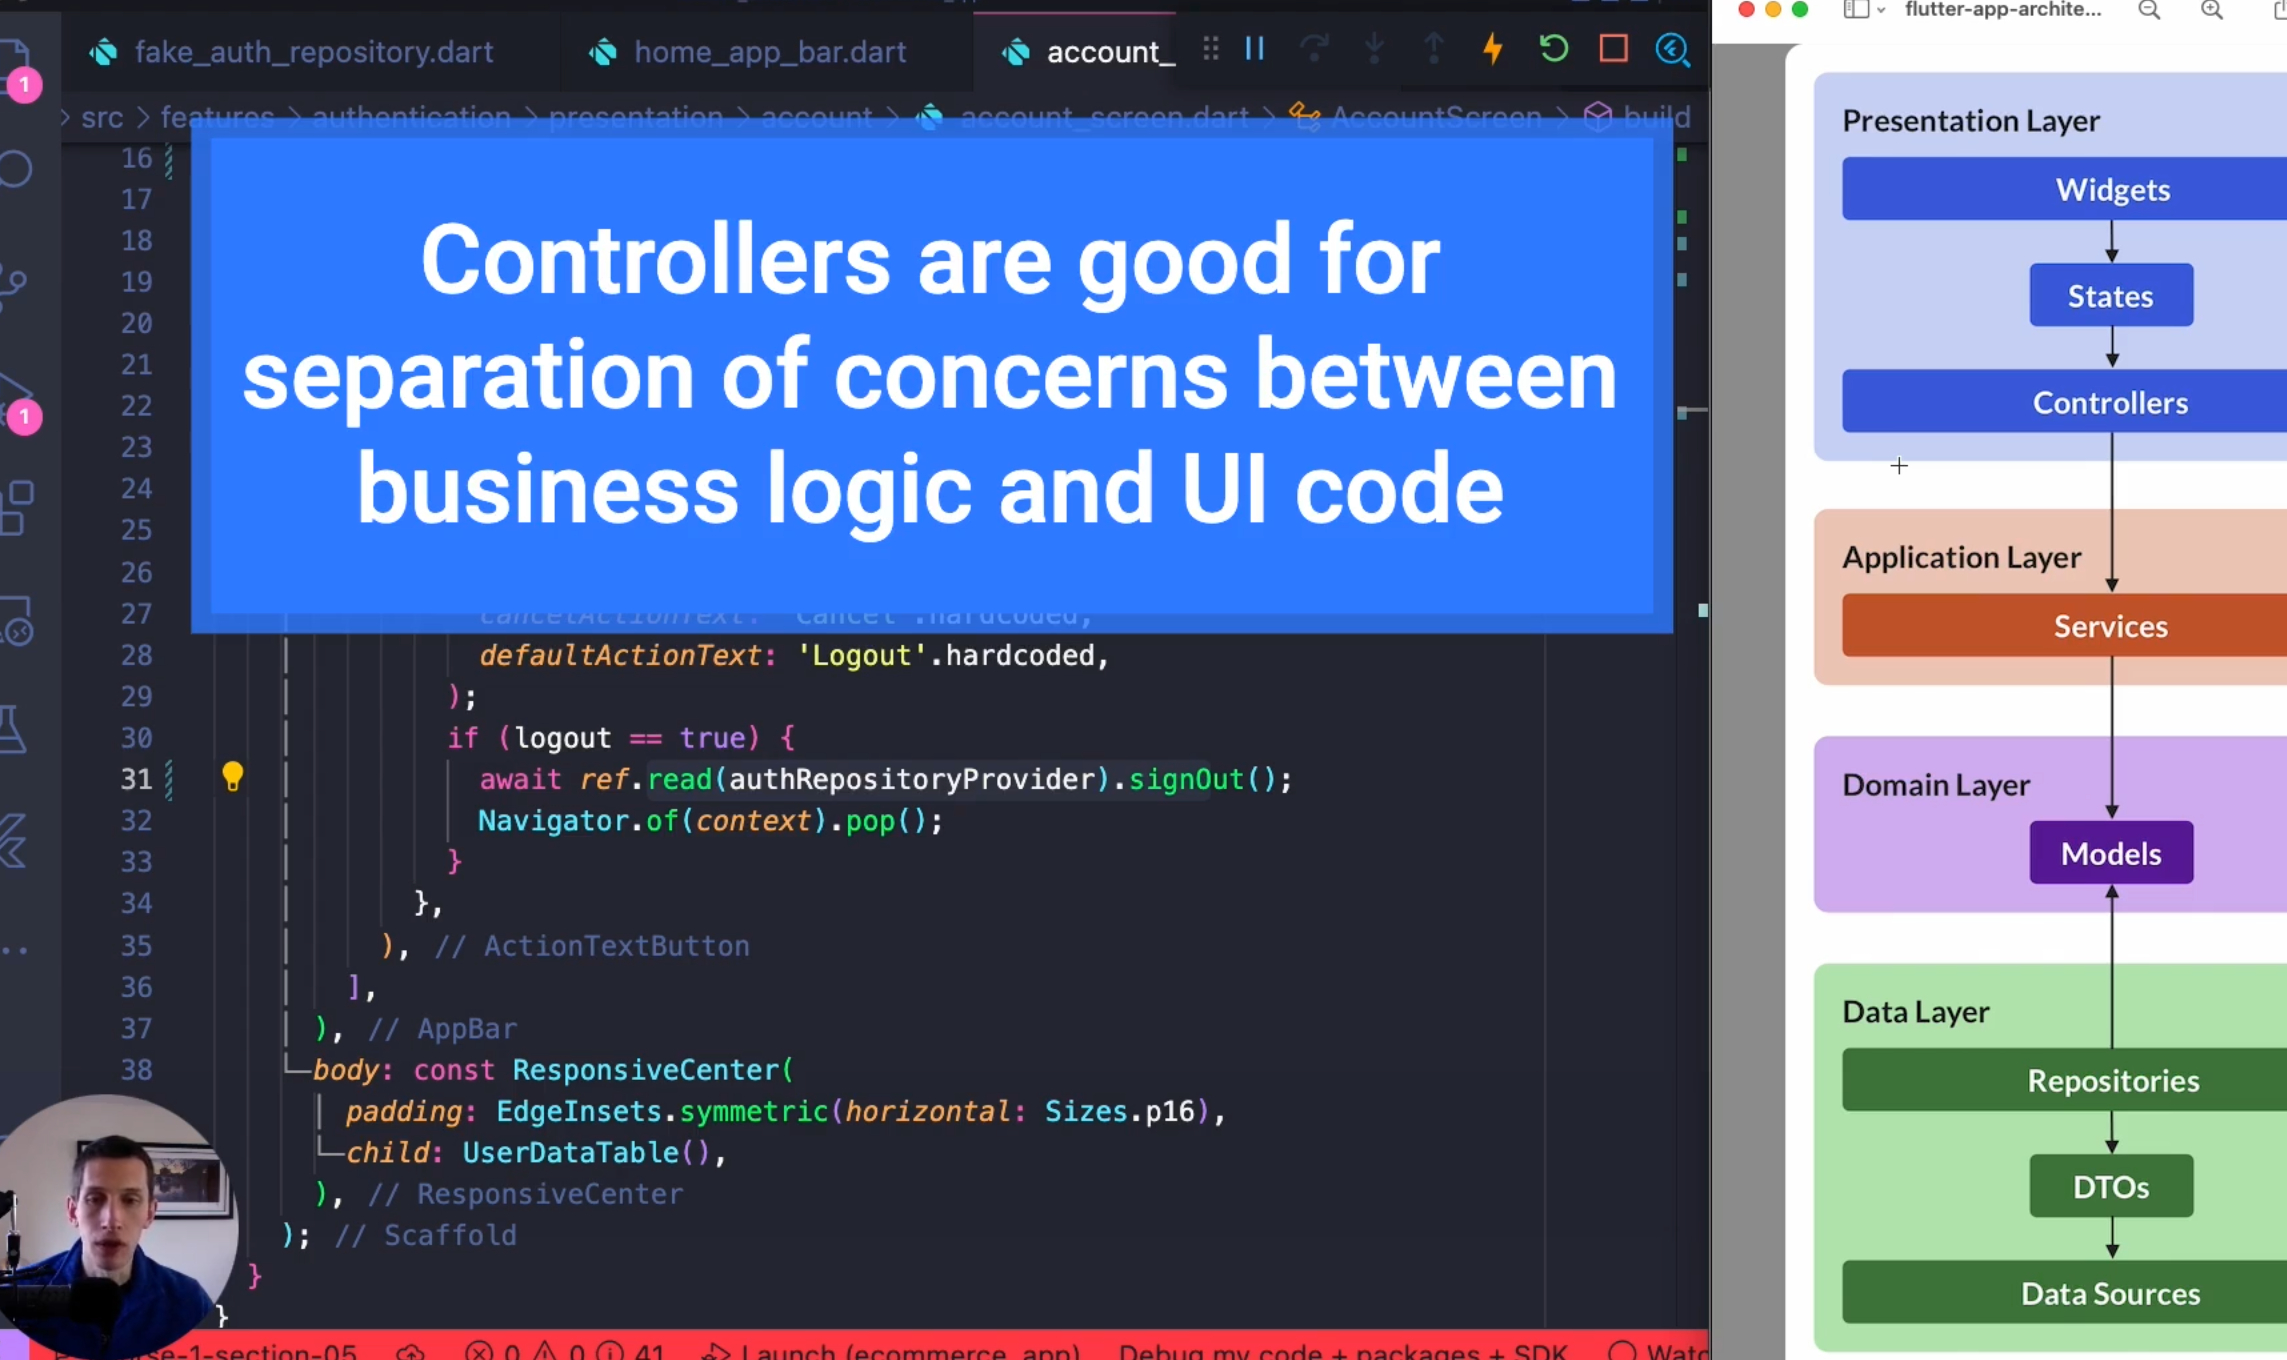 fake_auth_repository.dart
home_app_bar.dart
account_
flutter-app-archite...
src > features > authentication > presentation > account > account_screen.dart > AccountScreen > build
1
1
Controllers are good for
separation of concerns between
business logic and UI code
16
17
18
19
20
21
22
23
24
25
26
27 cancelActionText: 'Cancel'.hardcoded,
28 defaultActionText: 'Logout'.hardcoded,
29 );
30 if (logout == true) {
31 await ref.read(authRepositoryProvider).signOut();
32 Navigator.of(context).pop();
33 }
34 },
35 ), // ActionTextButton
36 ],
37 ), // AppBar
38 body: const ResponsiveCenter(
padding: EdgeInsets.symmetric(horizontal: Sizes.p16),
child: UserDataTable(),
), // ResponsiveCenter
); // Scaffold
}
}
se-1-section-05 0 0 41 Launch (ecommerce_app) Debug my code + packages + SDK
Presentation Layer
Widgets
States
Controllers
Application Layer
Services
Domain Layer
Models
Data Layer
Repositories
DTOs
Data Sources